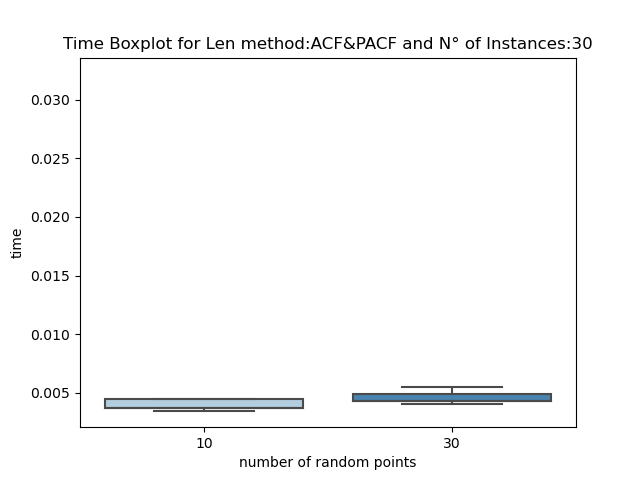 Time Boxplot for Len method:ACF&PACF and N° of Instances:30
0.030
0.025
0.020
0.015
0.010
0.005
time
10 30
number of random points